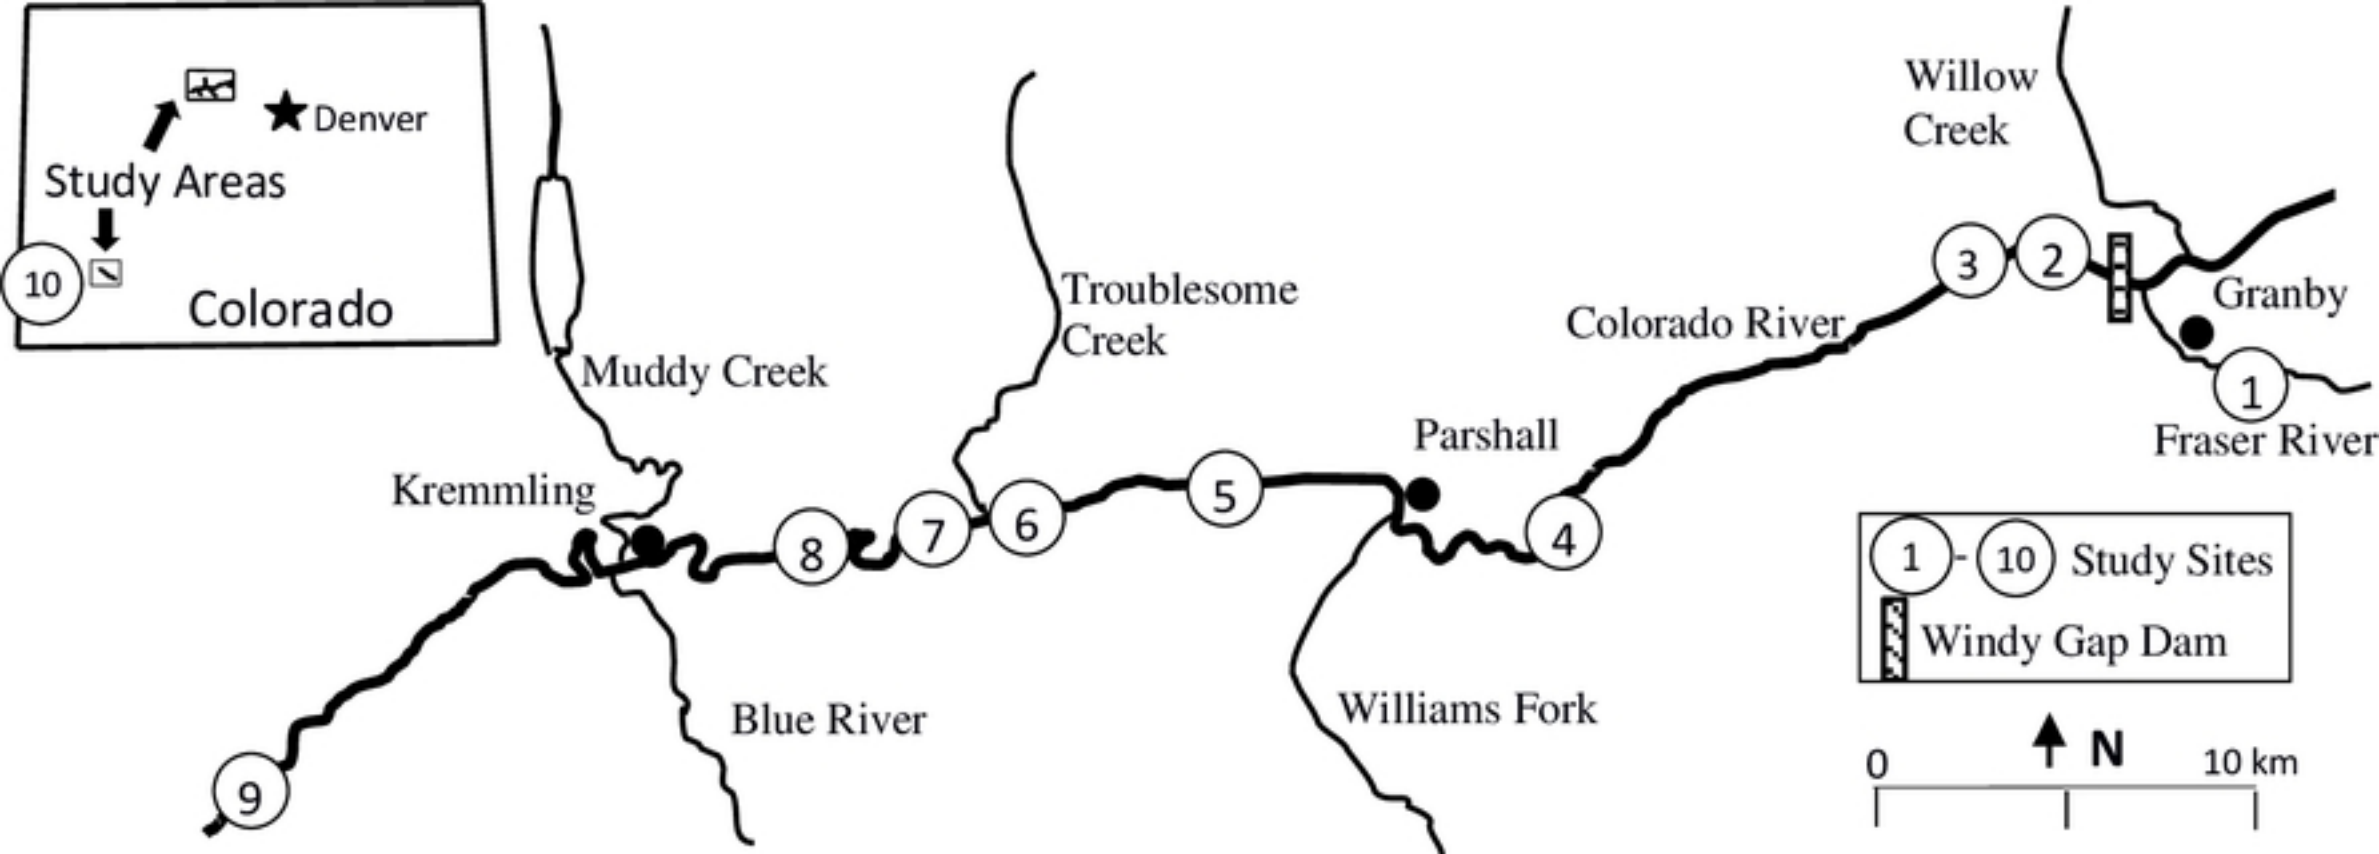 Denver
Study Areas
10
Colorado
Willow
Creek
Troublesome
Creek
3
2
Granby
Colorado River
Muddy Creek
1
Fraser River
Parshall
Kremmling
5
6
7
8
4
1 - 10 Study Sites
Windy Gap Dam
Williams Fork
Blue River
N
0
10 km
9